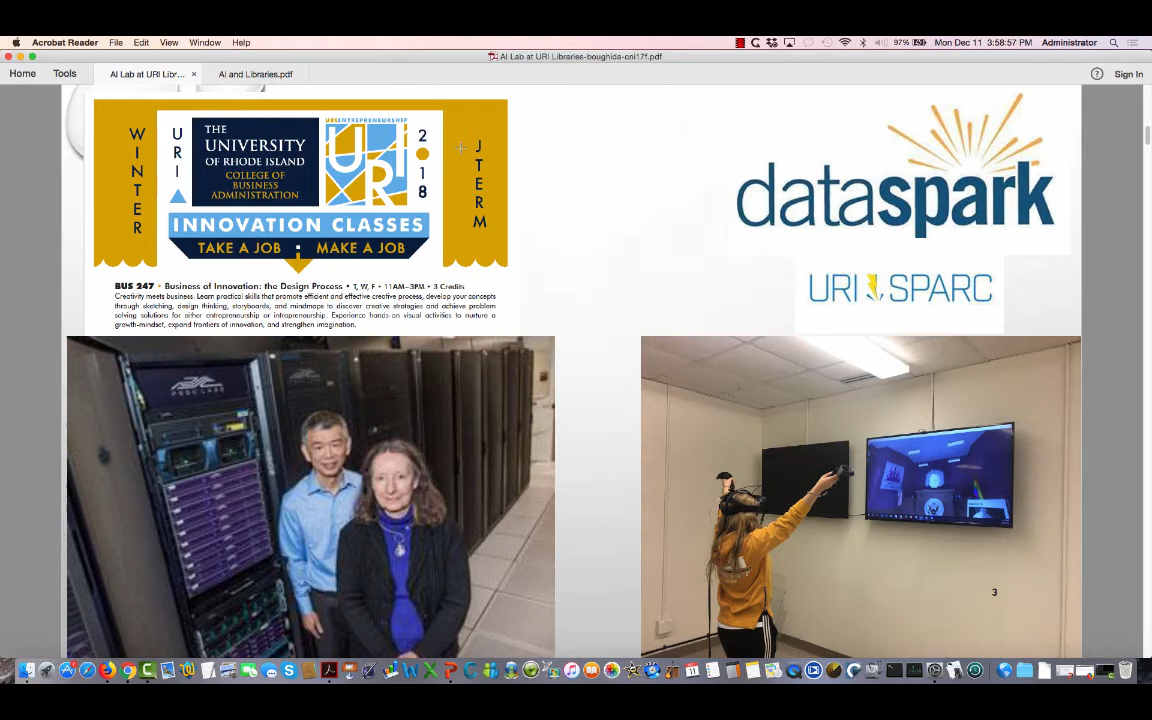 Acrobat Reader File Edit View Window Help
97% Mon Dec 11 3:58:57 PM Administrator
AI Lab at URI Libraries-boughida-cni17f.pdf
Home Tools AI Lab at URI Libr... × AI and Libraries.pdf ? Sign In
WINTER
URI
THE
UNIVERSITY
OF RHODE ISLAND
COLLEGE OF
BUSINESS
ADMINISTRATION
URI ENTREPRENEURSHIP
URI
2018
JTERM
INNOVATION CLASSES
TAKE A JOB : MAKE A JOB
BUS 247 • Business of Innovation: the Design Process • T, W, F • 11AM–3PM • 3 Credits
Creativity meets business. Learn practical skills that promote efficient and effective creative process, develop your concepts
through sketching, design thinking, storyboards, and mindmaps to discover creative strategies and achieve problem
solving solutions for either entrepreneurship or intrapreneurship. Experience hands-on visual activities to nurture a
growth-mindset, expand frontiers of innovation, and strengthen imagination.
dataspark
URI SPARC
3